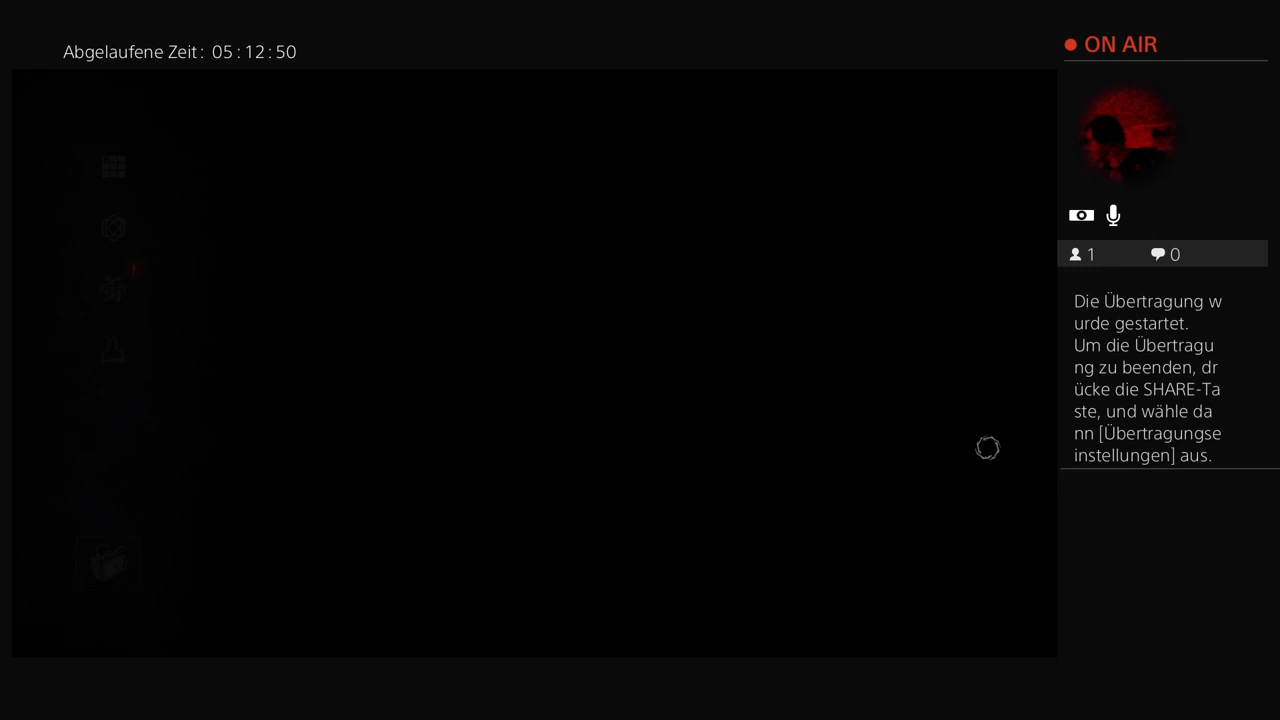 Abgelaufene Zeit: 05:12:50
ON AIR
1 0
Die Übertragung w
urde gestartet.
Um die Übertragu
ng zu beenden, dr
ücke die SHARE-Ta
ste, und wähle da
nn [Übertragungse
instellungen] aus.